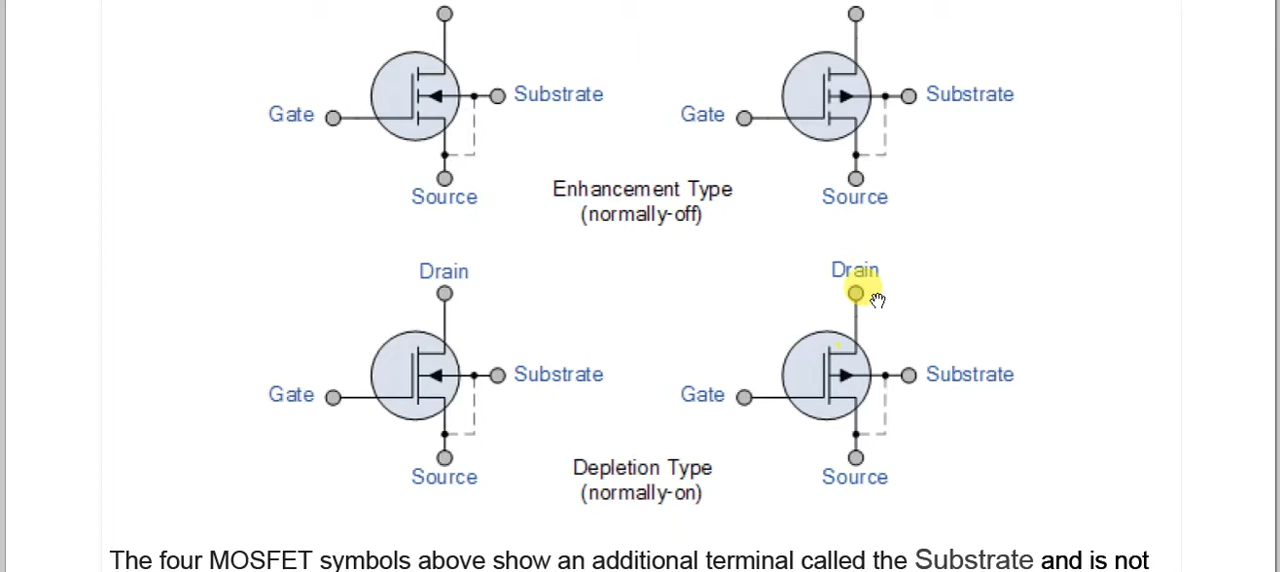 Gate
Substrate
Source
Gate
Substrate
Source
Enhancement Type
(normally-off)
Drain
Gate
Substrate
Source
Drain
Gate
Substrate
Source
Depletion Type
(normally-on)
The four MOSFET symbols above show an additional terminal called the Substrate and is not